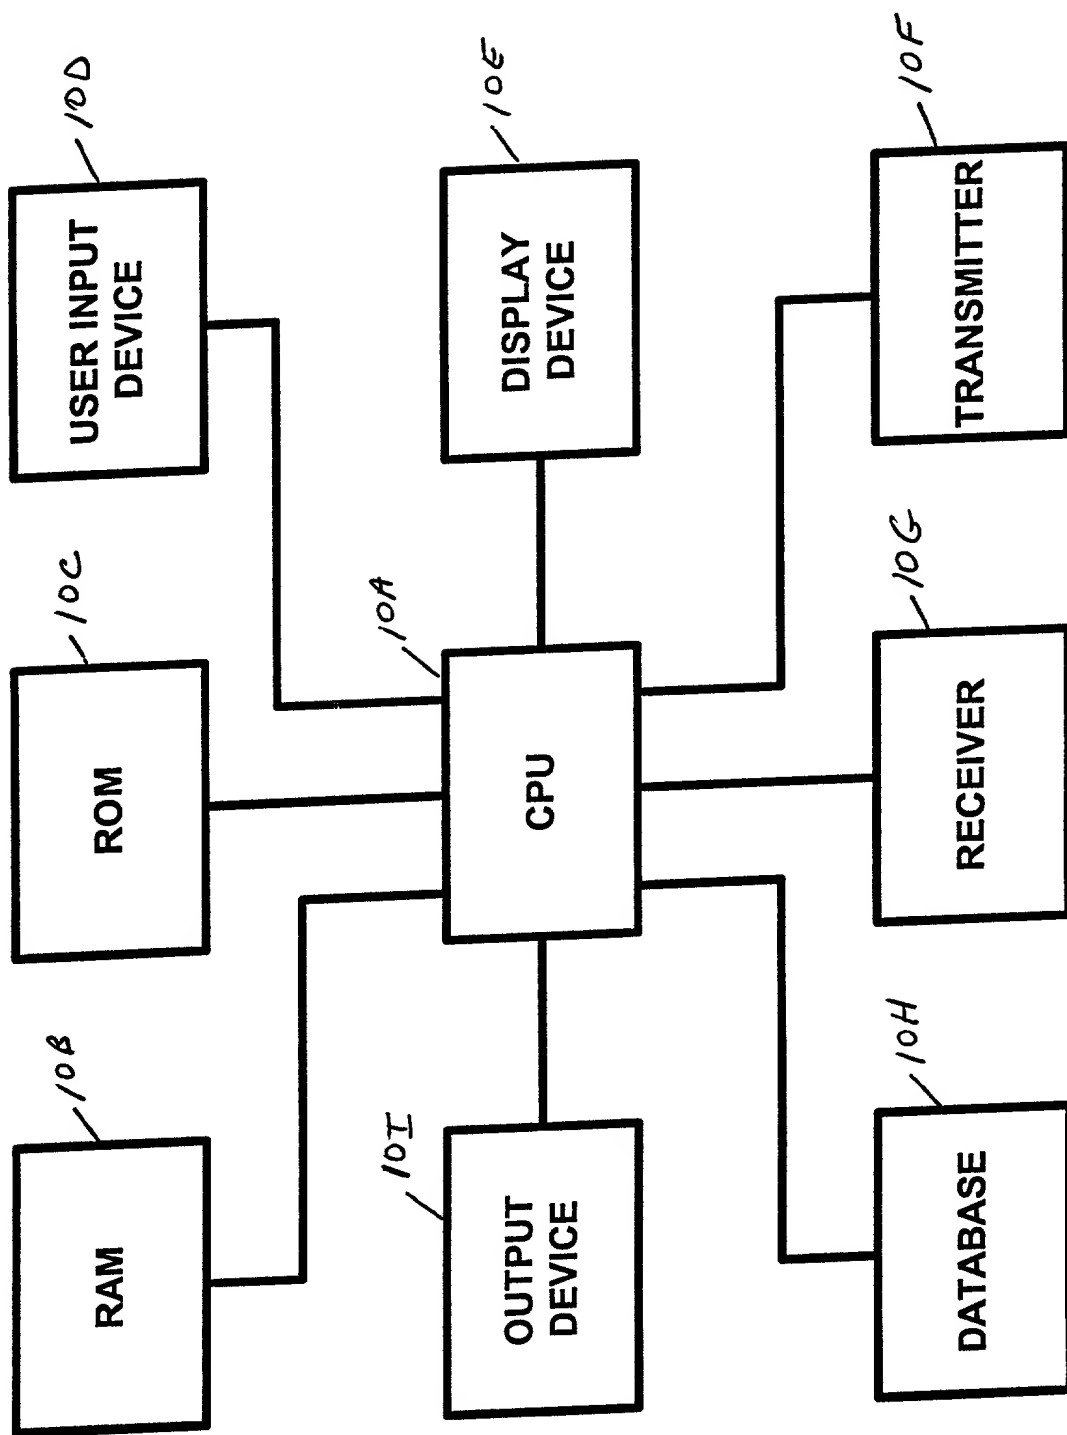 10B
10C
10D
RAM
ROM
USER INPUT
DEVICE
10I
10A
10E
OUTPUT
DEVICE
CPU
DISPLAY
DEVICE
10H
10G
10F
DATABASE
RECEIVER
TRANSMITTER